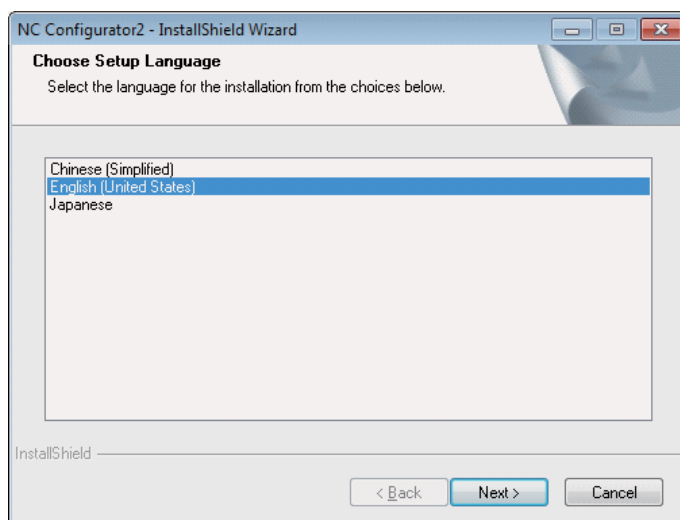 NC Configurator2 - InstallShield Wizard
Choose Setup Language
Select the language for the installation from the choices below.
Chinese (Simplified)
English (United States)
Japanese
InstallShield
< Back
Next >
Cancel